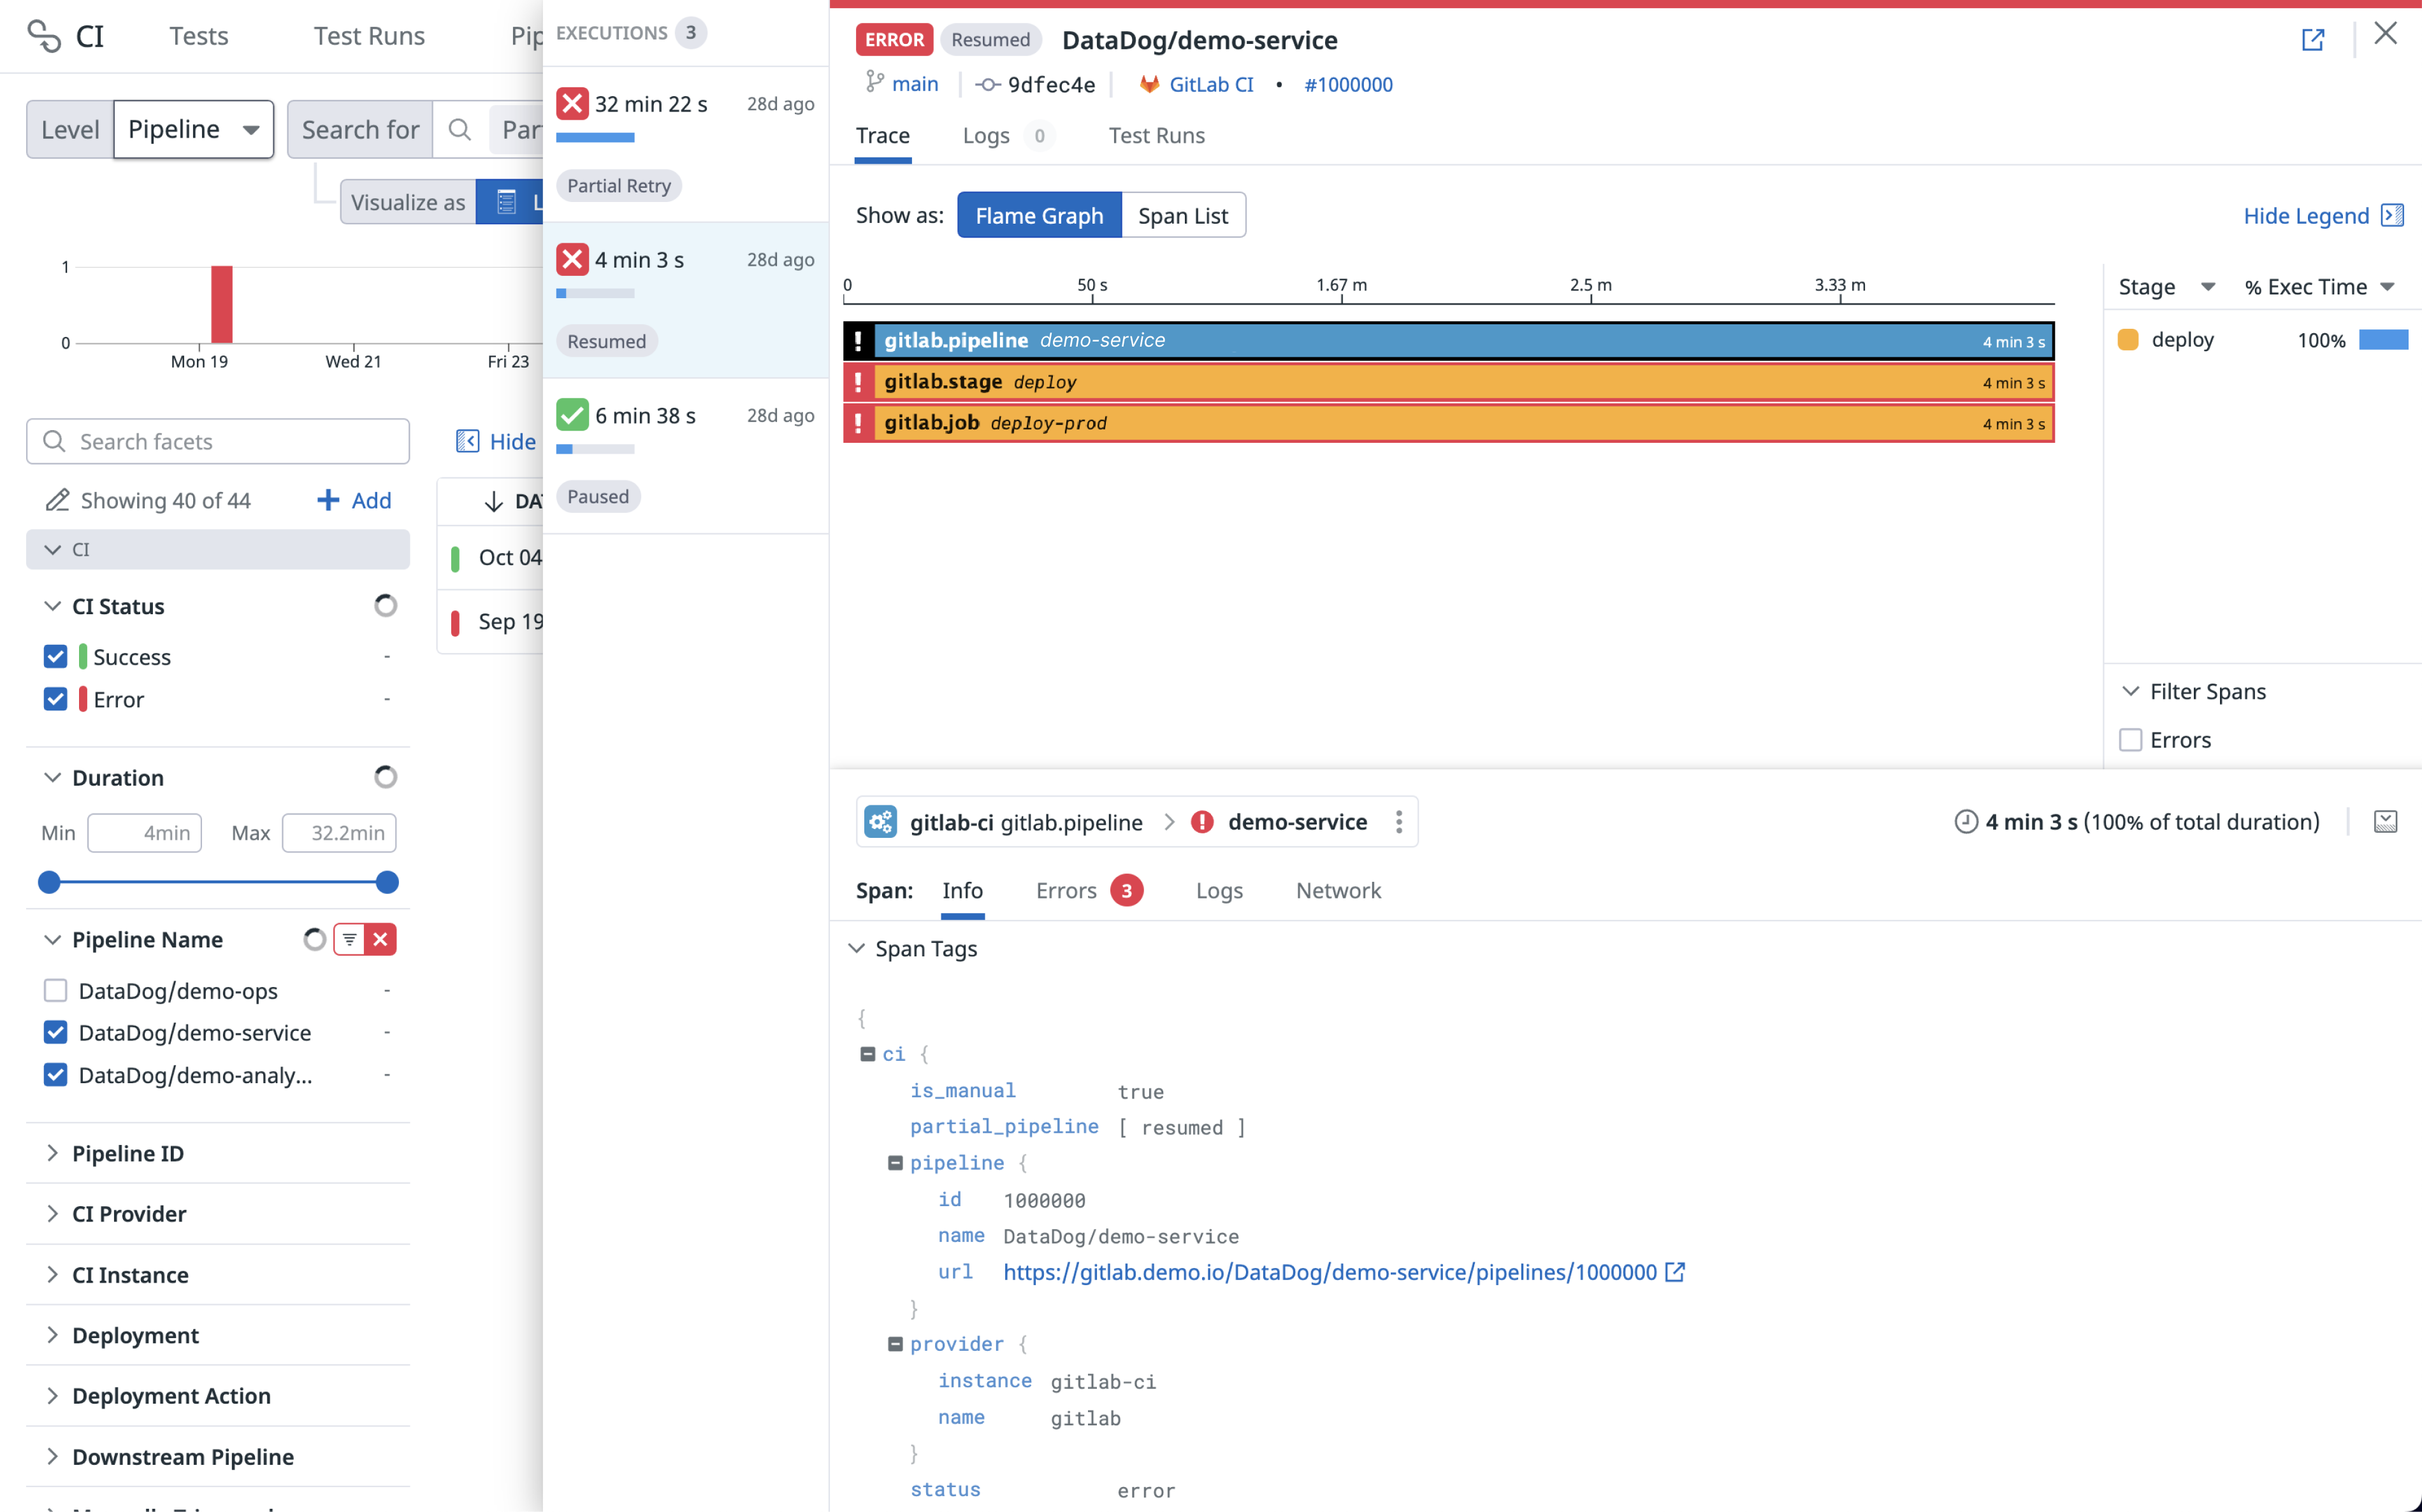 CI
Tests
Test Runs
Level
Pipeline
Search for
Visualize as
1
0
Mon 19
Wed 21
Fri 23
Search facets
Hide
Showing 40 of 44
Add
CI
Oct 04
Sep 19
CI Status
Success
-
Error
-
Duration
Min
4min
Max
32.2min
Pipeline Name
DataDog/demo-ops
-
DataDog/demo-service
-
DataDog/demo-analy...
-
Pipeline ID
CI Provider
CI Instance
Deployment
Deployment Action
Downstream Pipeline
EXECUTIONS 3
32 min 22 s
28d ago
Partial Retry
4 min 3 s
28d ago
Resumed
6 min 38 s
28d ago
Paused
ERROR
Resumed
DataDog/demo-service
main
9dfec4e
GitLab CI
•
#1000000
Trace
Logs 0
Test Runs
Show as:
Flame Graph
Span List
Hide Legend
0
50 s
1.67 m
2.5 m
3.33 m
! gitlab.pipeline demo-service 4 min 3 s
! gitlab.stage deploy 4 min 3 s
! gitlab.job deploy-prod 4 min 3 s
Stage
% Exec Time
deploy
100%
Filter Spans
Errors
gitlab-ci gitlab.pipeline
demo-service
4 min 3 s (100% of total duration)
Span:
Info
Errors 3
Logs
Network
Span Tags
{
ci {
is_manual true
partial_pipeline [ resumed ]
pipeline {
id 1000000
name DataDog/demo-service
url https://gitlab.demo.io/DataDog/demo-service/pipelines/1000000
}
provider {
instance gitlab-ci
name gitlab
}
status error